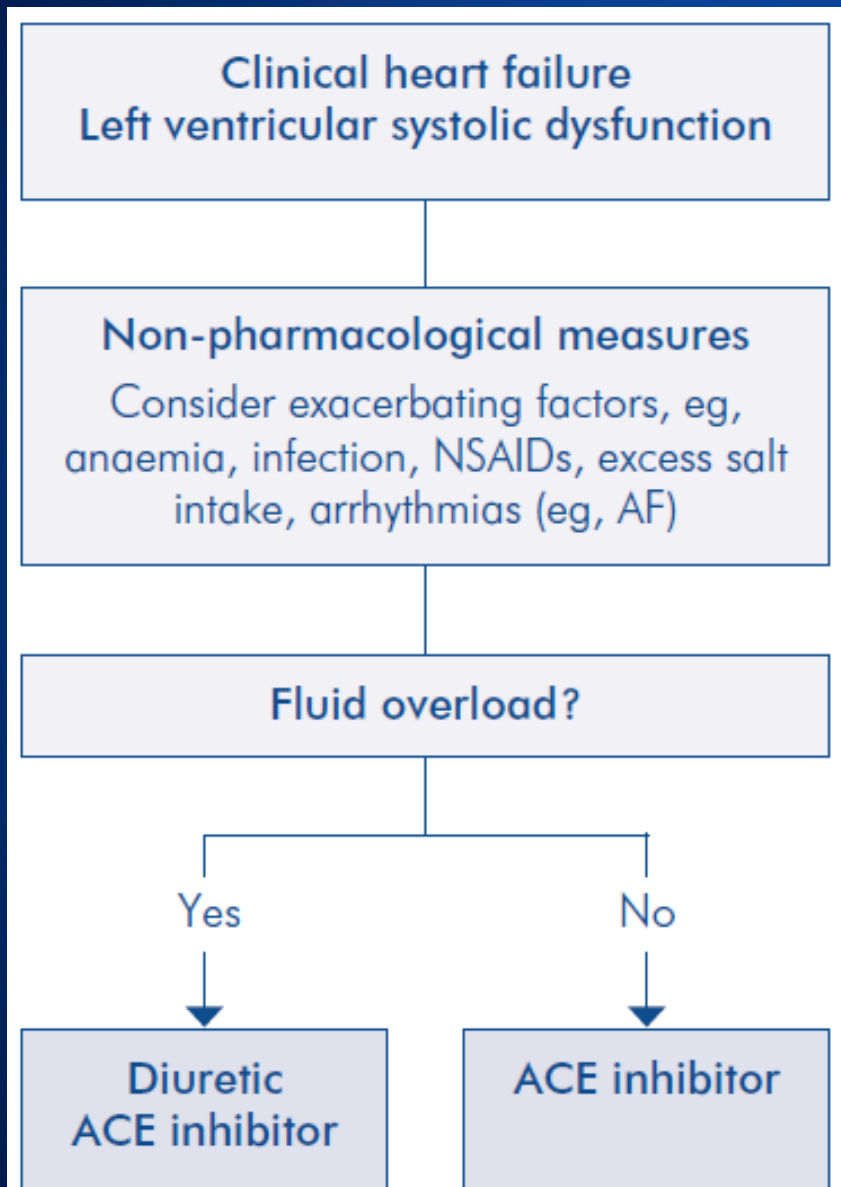 Clinical heart failure
Left ventricular systolic dysfunction
Non-pharmacological measures
Consider exacerbating factors, eg,
anaemia, infection, NSAIDs, excess salt
intake, arrhythmias (eg, AF)
Fluid overload?
Yes
No
Diuretic
ACE inhibitor
ACE inhibitor